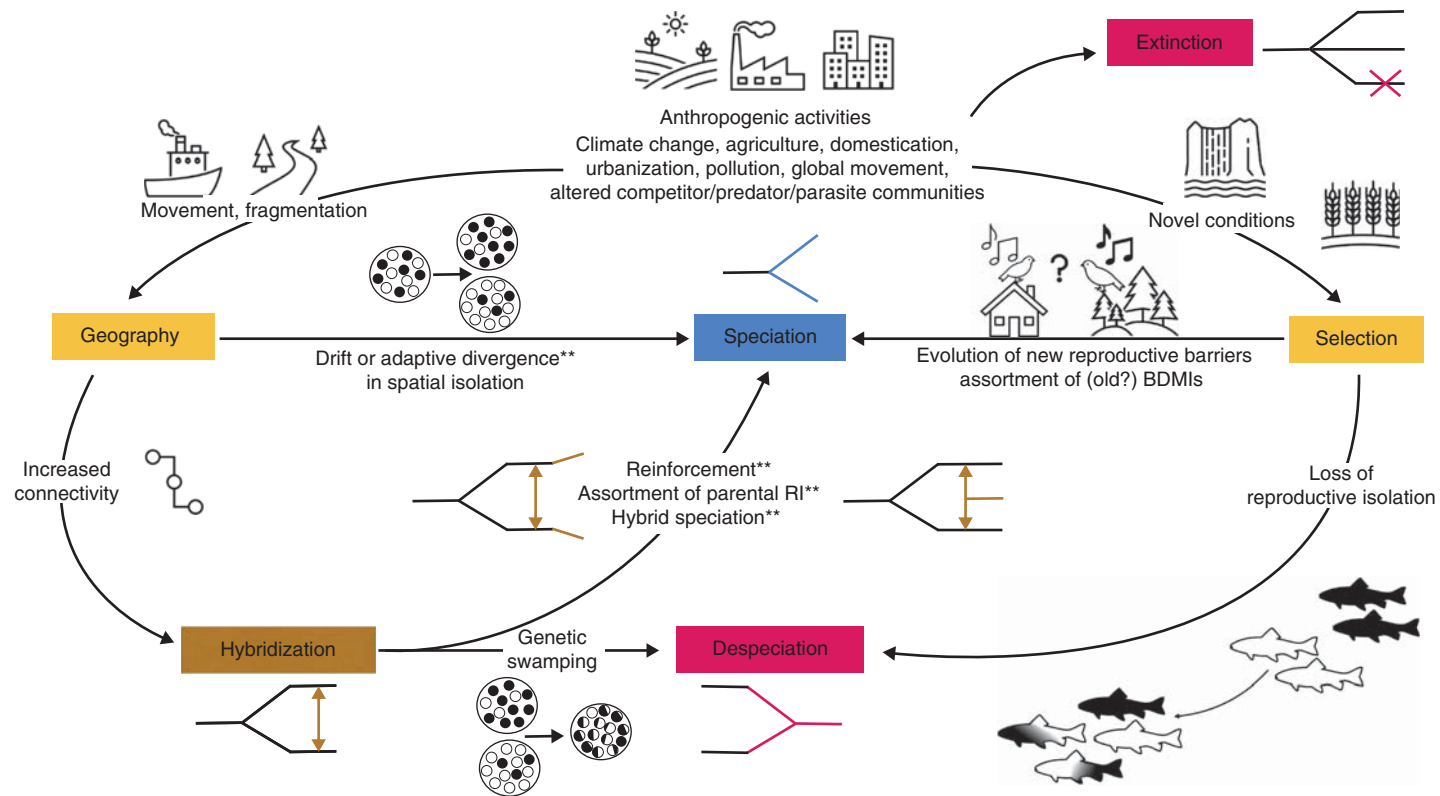 Extinction
Anthropogenic activities
Climate change, agriculture, domestication,
urbanization, pollution, global movement,
altered competitor/predator/parasite communities
Movement, fragmentation
Novel conditions
?
Geography
Speciation
Selection
Drift or adaptive divergence**
in spatial isolation
Evolution of new reproductive barriers
assortment of (old?) BDMIs
Increased
connectivity
Reinforcement**
Assortment of parental RI**
Hybrid speciation**
Loss of
reproductive isolation
Hybridization
Genetic
swamping
Despeciation